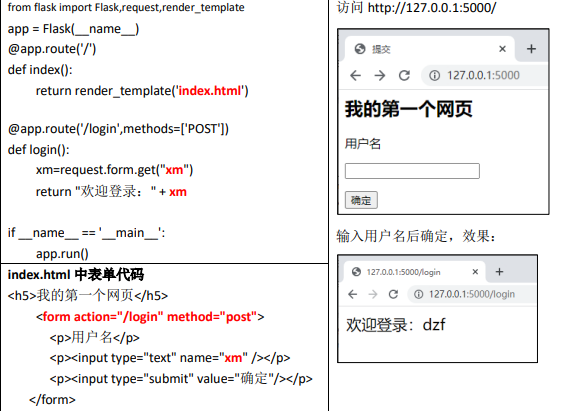 from flask import Flask,request,render_template
app = Flask(__name__)
@app.route('/')
def index():
return render_template('index.html')
@app.route('/login',methods=['POST'])
def login():
xm=request.form.get("xm")
return "欢迎登录：" + xm
if __name__ == '__main__':
app.run()
index.html 中表单代码
<h5>我的第一个网页</h5>
<form action="/login" method="post">
<p>用户名</p>
<p><input type="text" name="xm" /></p>
<p><input type="submit" value="确定"/></p>
</form>
访问 http://127.0.0.1:5000/
提交
127.0.0.1:5000
我的第一个网页
用户名
确定
输入用户名后确定，效果：
127.0.0.1:5000/login
127.0.0.1:5000/login
欢迎登录：dzf